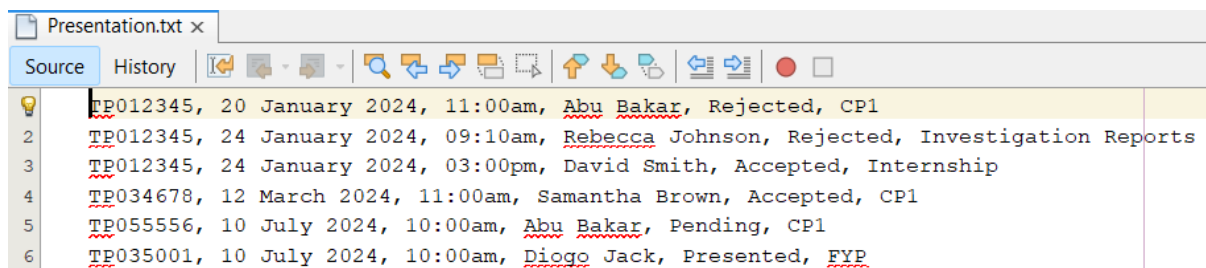 Presentation.txt ×
Source History
TP012345, 20 January 2024, 11:00am, Abu Bakar, Rejected, CP1
2 TP012345, 24 January 2024, 09:10am, Rebecca Johnson, Rejected, Investigation Reports
3 TP012345, 24 January 2024, 03:00pm, David Smith, Accepted, Internship
4 TP034678, 12 March 2024, 11:00am, Samantha Brown, Accepted, CP1
5 TP055556, 10 July 2024, 10:00am, Abu Bakar, Pending, CP1
6 TP035001, 10 July 2024, 10:00am, Diogo Jack, Presented, FYP